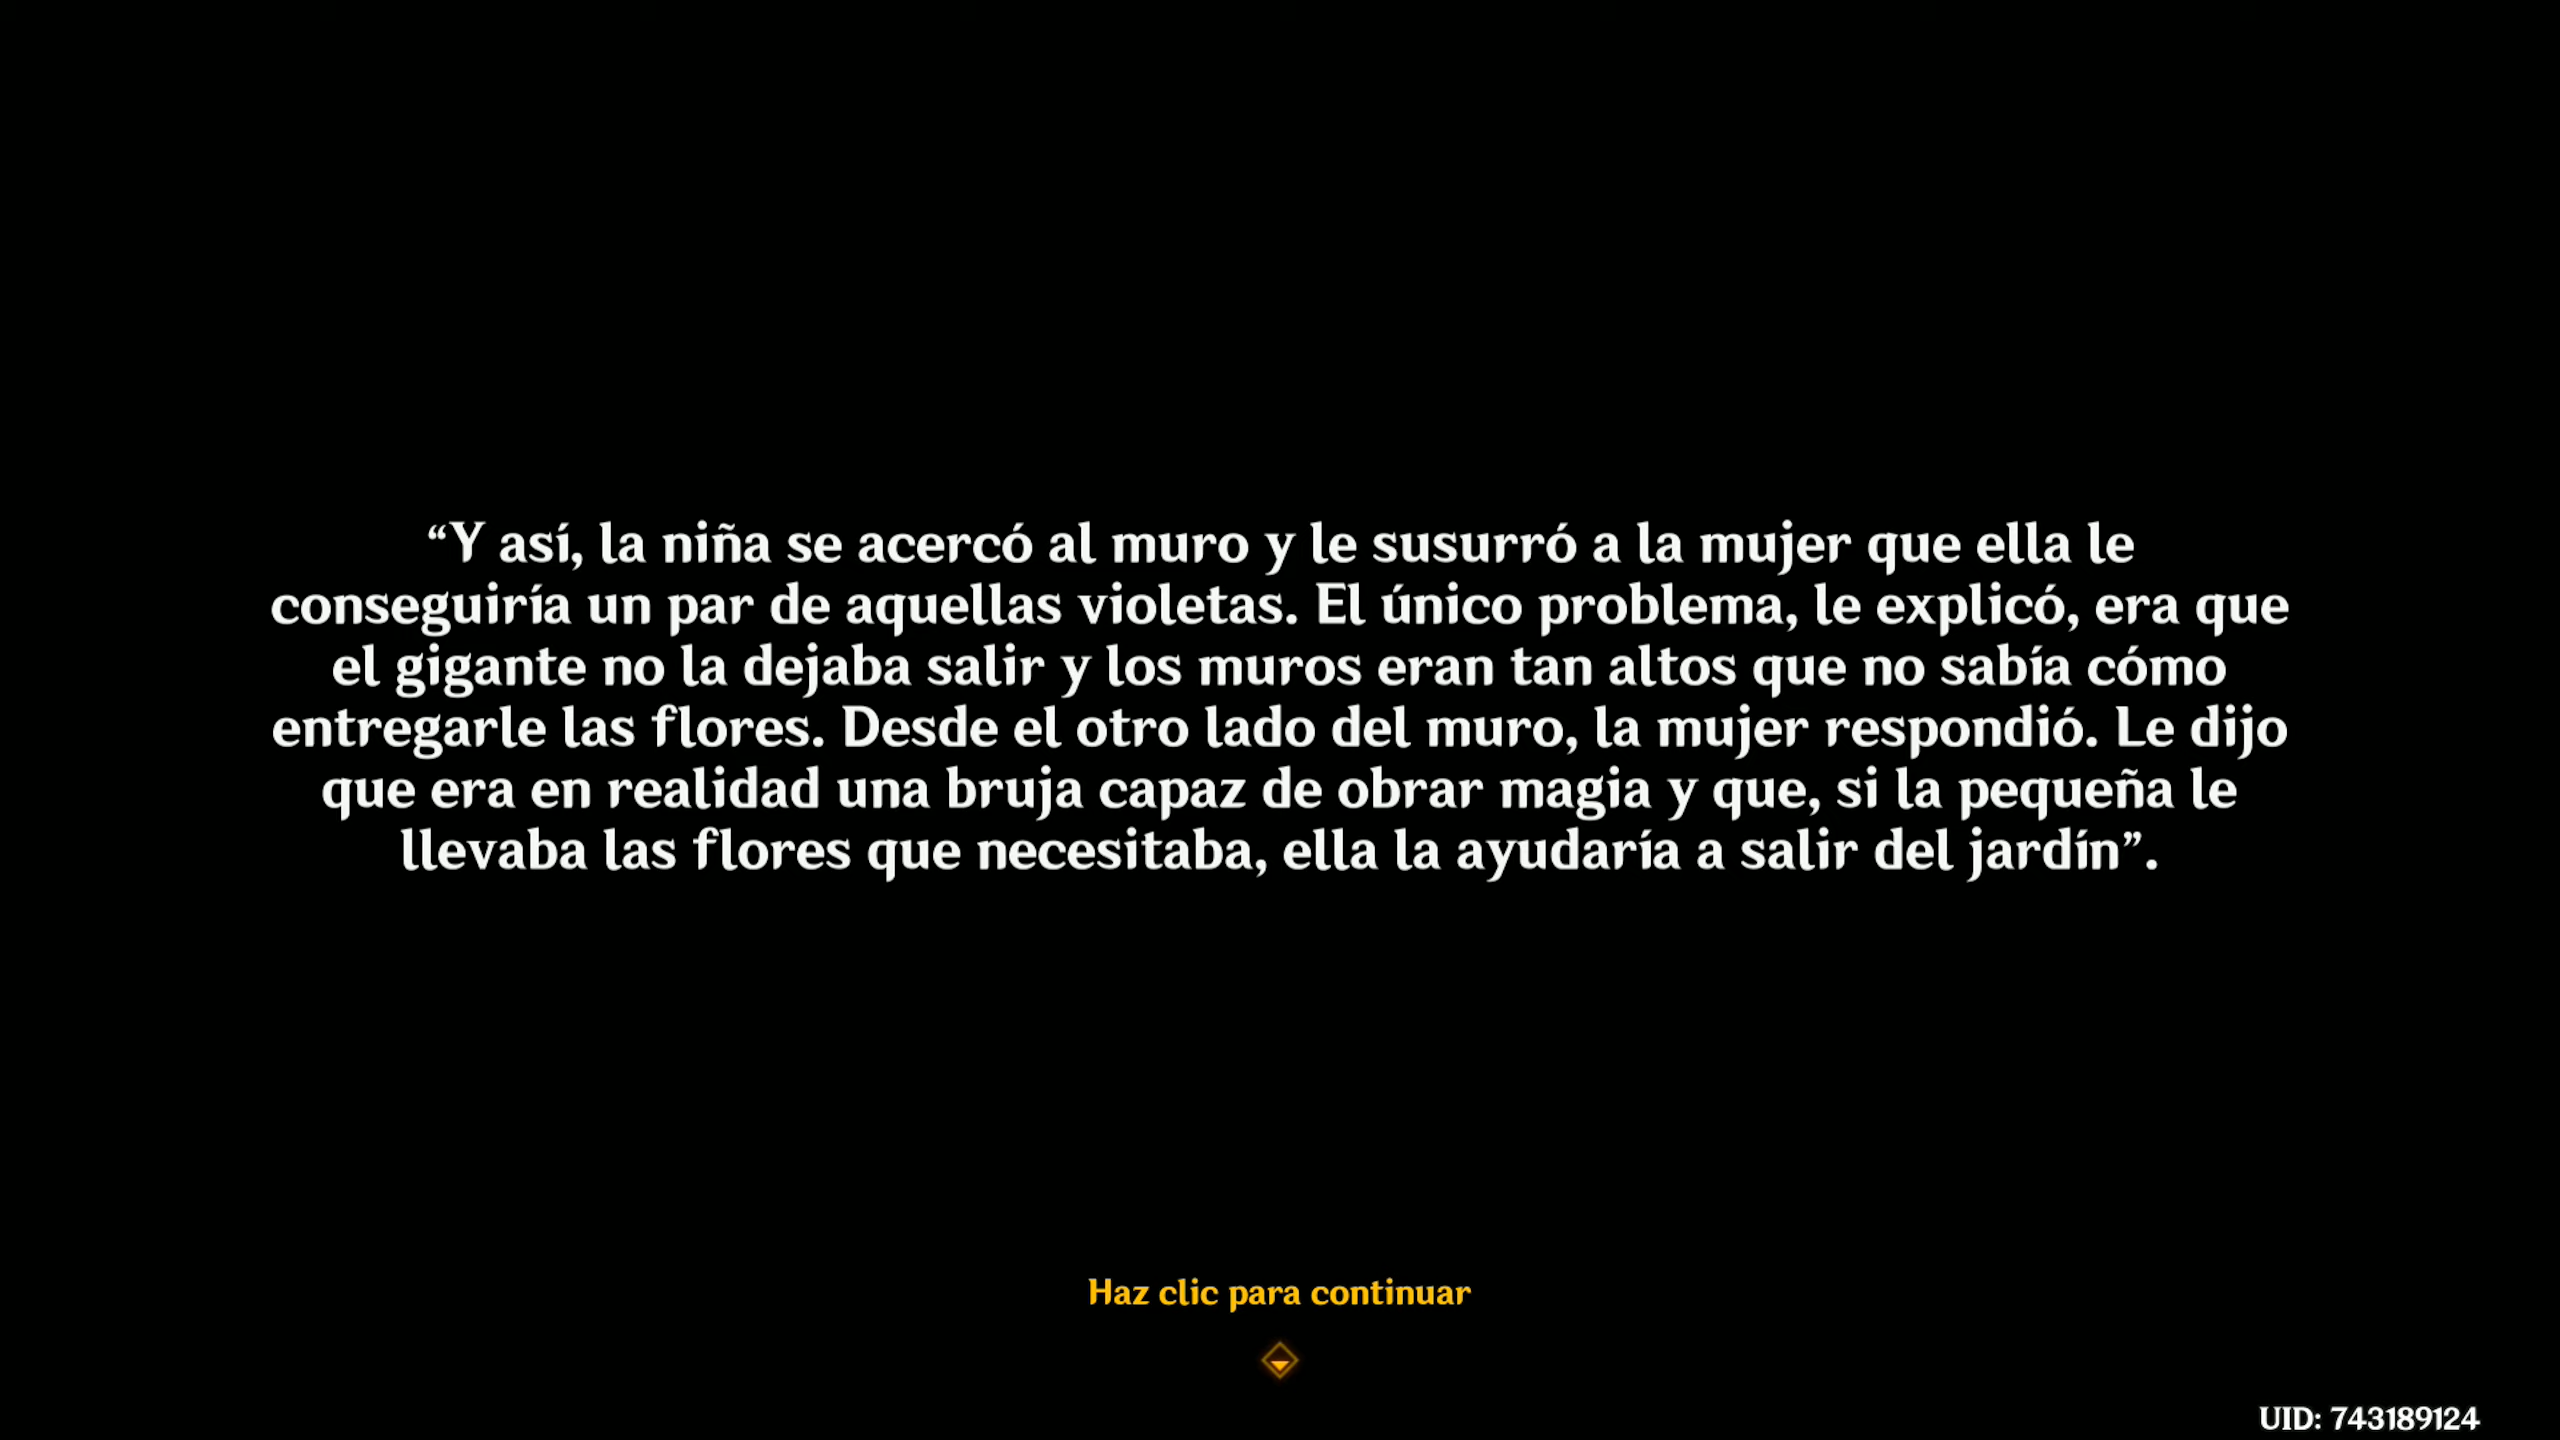 “Y así, la niña se acercó al muro y le susurró a la mujer que ella le
conseguiría un par de aquellas violetas. El único problema, le explicó, era que
el gigante no la dejaba salir y los muros eran tan altos que no sabía cómo
entregarle las flores. Desde el otro lado del muro, la mujer respondió. Le dijo
que era en realidad una bruja capaz de obrar magia y que, si la pequeña le
llevaba las flores que necesitaba, ella la ayudaría a salir del jardín”.
Haz clic para continuar
UID: 743189124